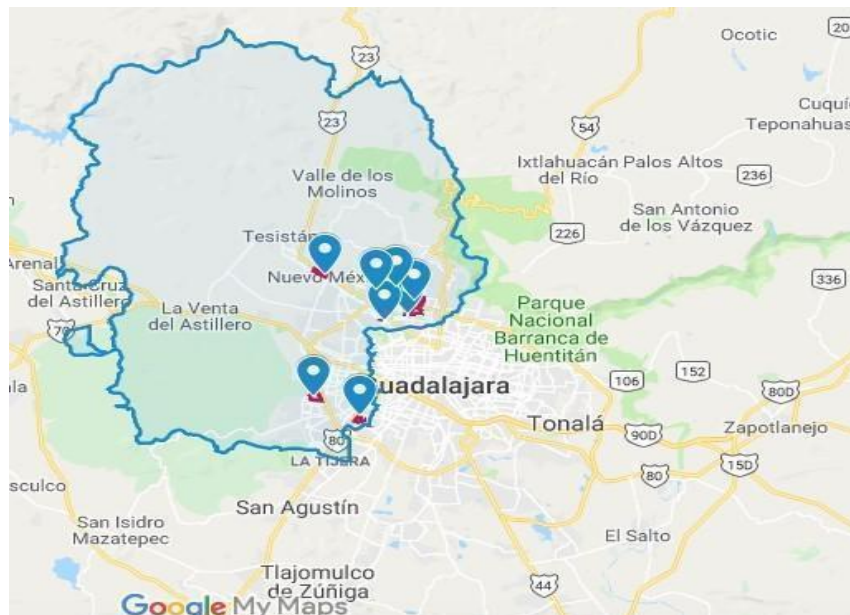 Ocotic
20
23
Cuquí
Teponahuas
23
54
Valle de los
Molinos
Ixtlahuacán
del Río
Palos Altos
236
San Antonio
de los Vázquez
226
Tesistán
Arenal
Nuevo Méx
Santa Cruz
del Astillero
336
La Venta
del Astillero
Parque
Nacional
Barranca de
Huentitán
70
ala
uadalajara
106
152
80D
Tonalá
Zapotlanejo
90D
80
LA TIJERA
80
15D
asculco
San Agustín
San Isidro
Mazatepec
El Salto
Tlajomulco
de Zúñiga
44
Google My Maps